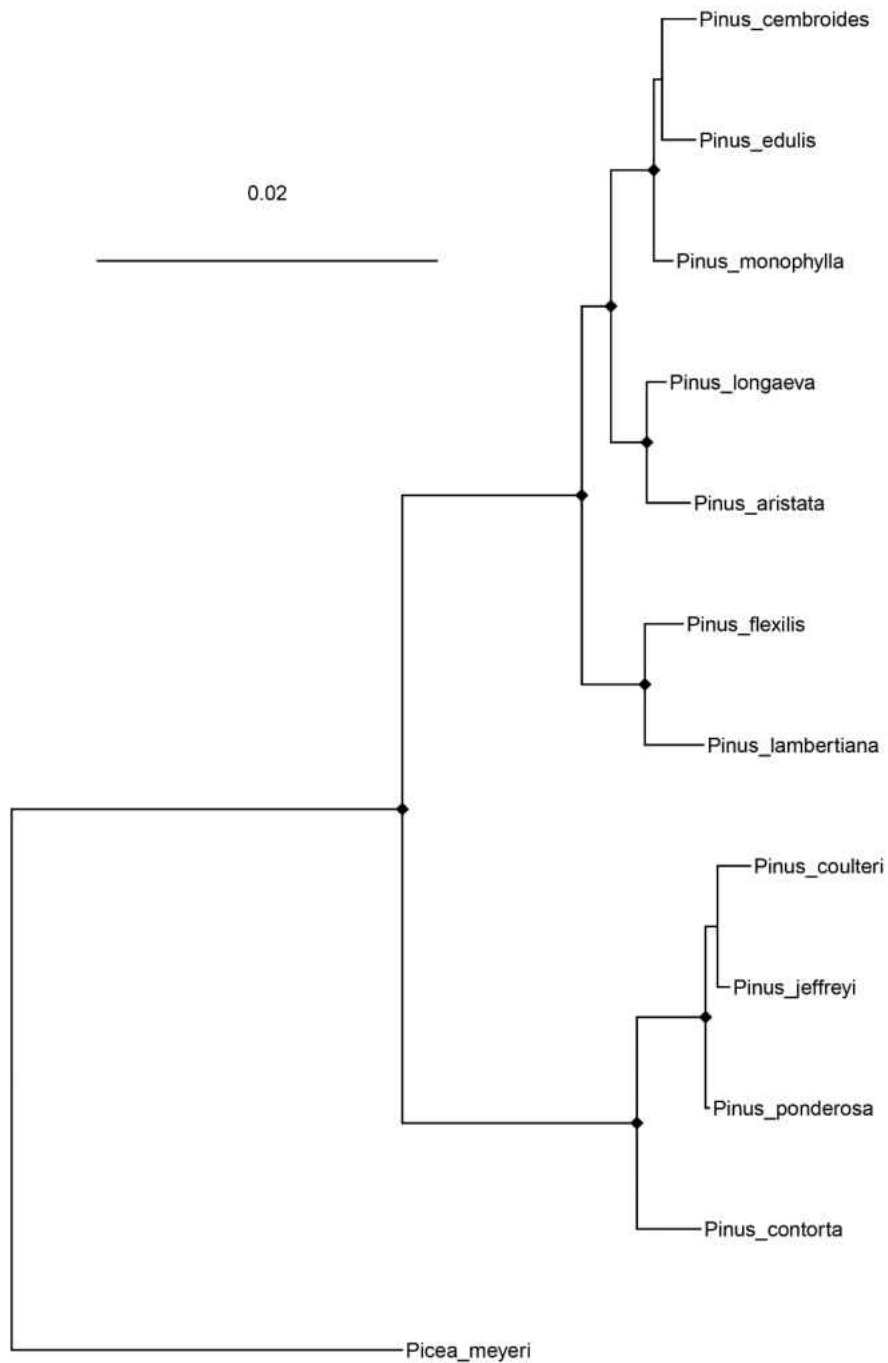 Pinus_cembroides
Pinus_edulis
0.02
Pinus_monophylla
Pinus_longaeva
Pinus_aristata
Pinus_flexilis
Pinus_lambertiana
Pinus_coulteri
Pinus_jeffreyi
Pinus_ponderosa
Pinus_contorta
Picea_meyeri